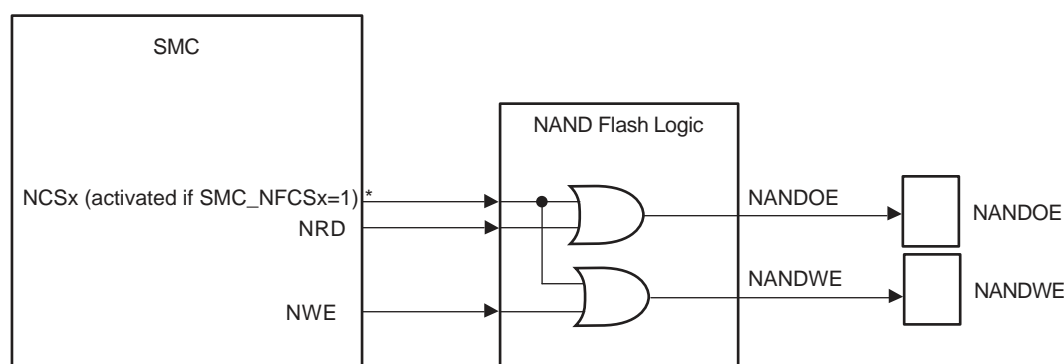 SMC
NAND Flash Logic
NCSx (activated if SMC_NFCSx=1) *
NANDOE
NANDOE
NRD
NANDWE
NANDWE
NWE